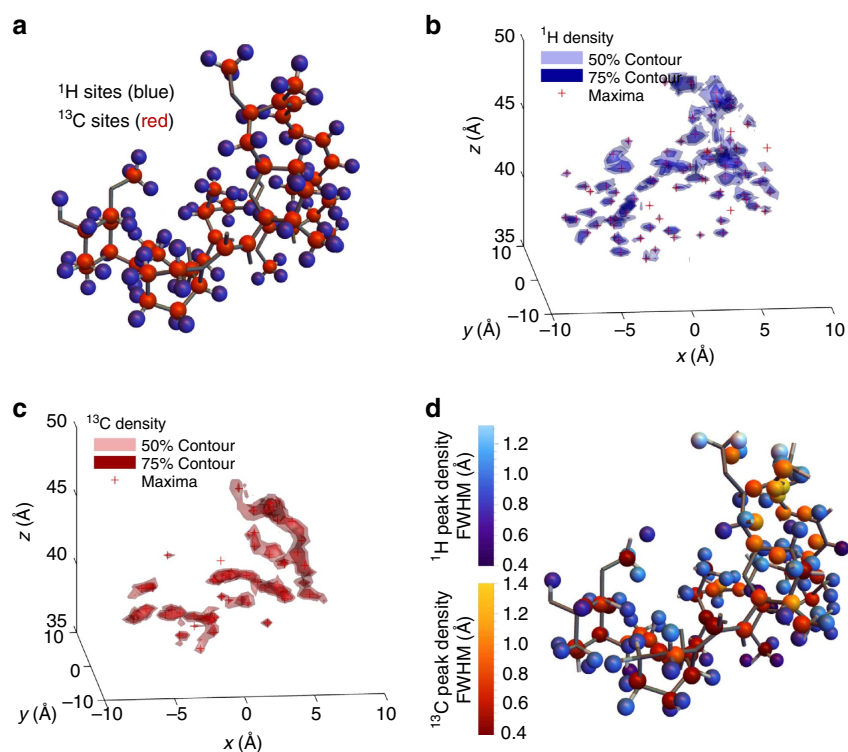 a
¹H sites (blue)
¹³C sites (red)
b
¹H density
50% Contour
75% Contour
Maxima
50
45
40
35
z (Å)
10
0
−10
y (Å)
−10
−5
0
5
10
x (Å)
c
¹³C density
50% Contour
75% Contour
Maxima
50
45
40
35
z (Å)
10
0
−10
y (Å)
−10
−5
0
5
10
x (Å)
d
¹H peak density
FWHM (Å)
1.2
1.0
0.8
0.6
0.4
¹³C peak density
FWHM (Å)
1.4
1.2
1.0
0.8
0.6
0.4